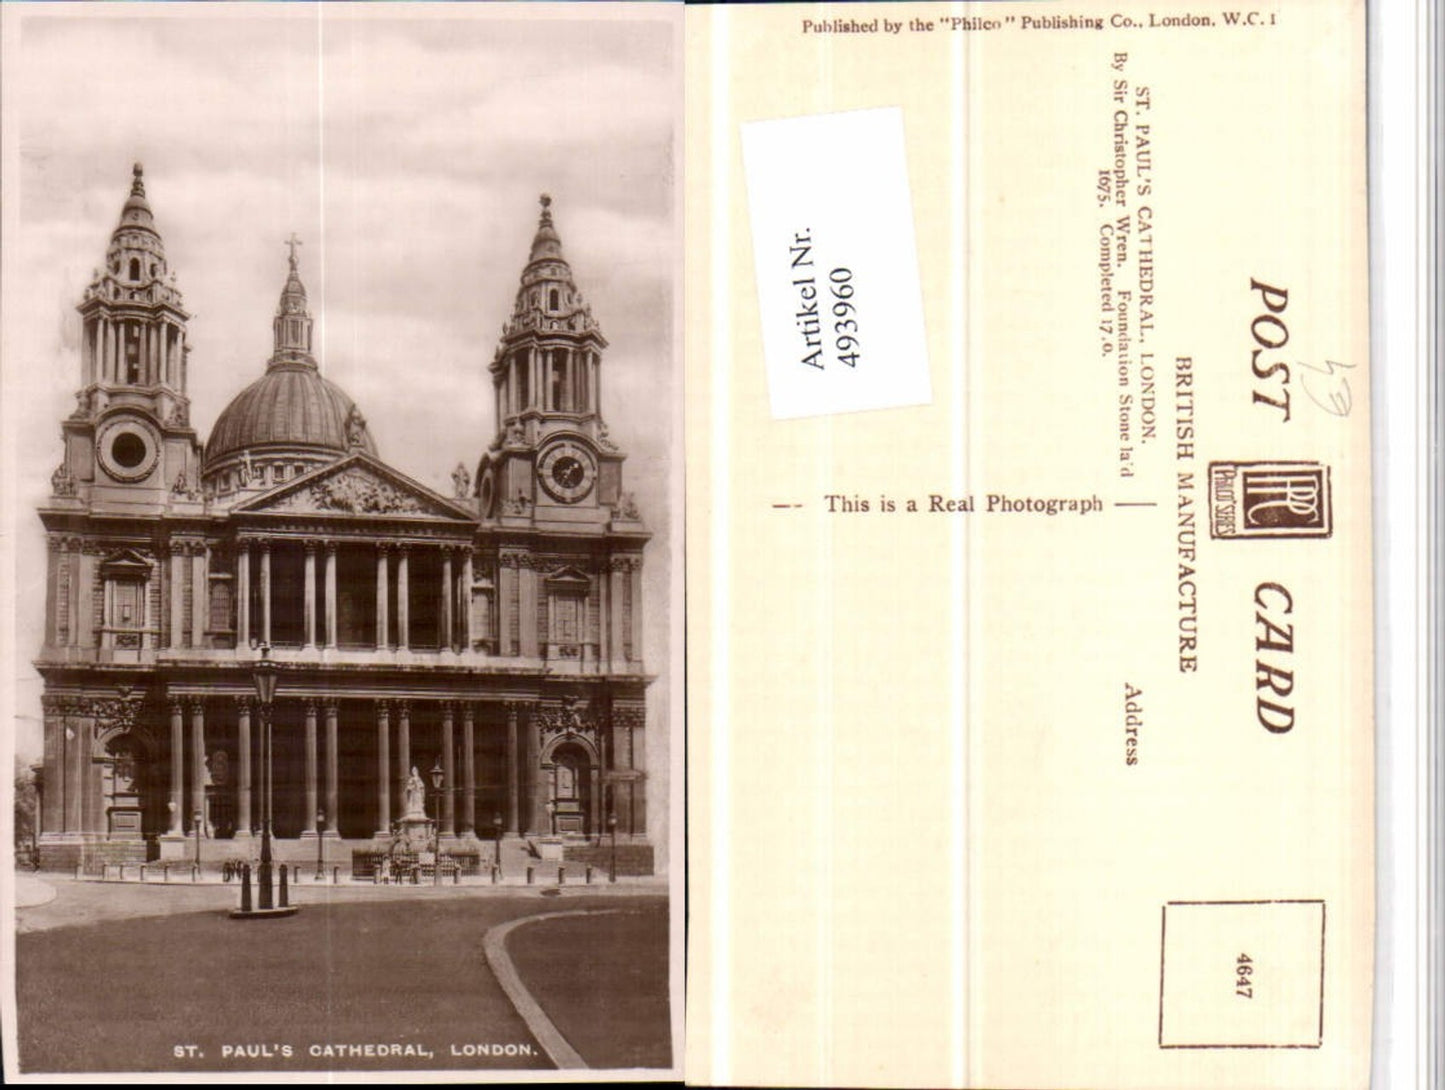 ST. PAUL'S CATHEDRAL, LONDON.
Published by the "Philco" Publishing Co., London, W.C. 1
ST. PAUL'S CATHEDRAL, LONDON.
By Sir Christopher Wren. Foundation Stone la'd
1675. Completed 17.0.
Artikel Nr.
493960
POST CARD
PHILCO SERIES
BRITISH MANUFACTURE
This is a Real Photograph
Address
4647